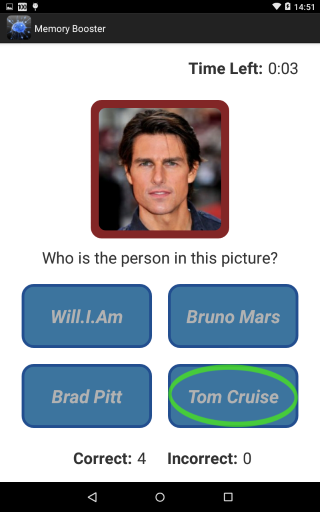 100
14:51
Memory Booster
Time Left: 0:03
Who is the person in this picture?
Will.I.Am
Bruno Mars
Brad Pitt
Tom Cruise
Correct: 4 Incorrect: 0